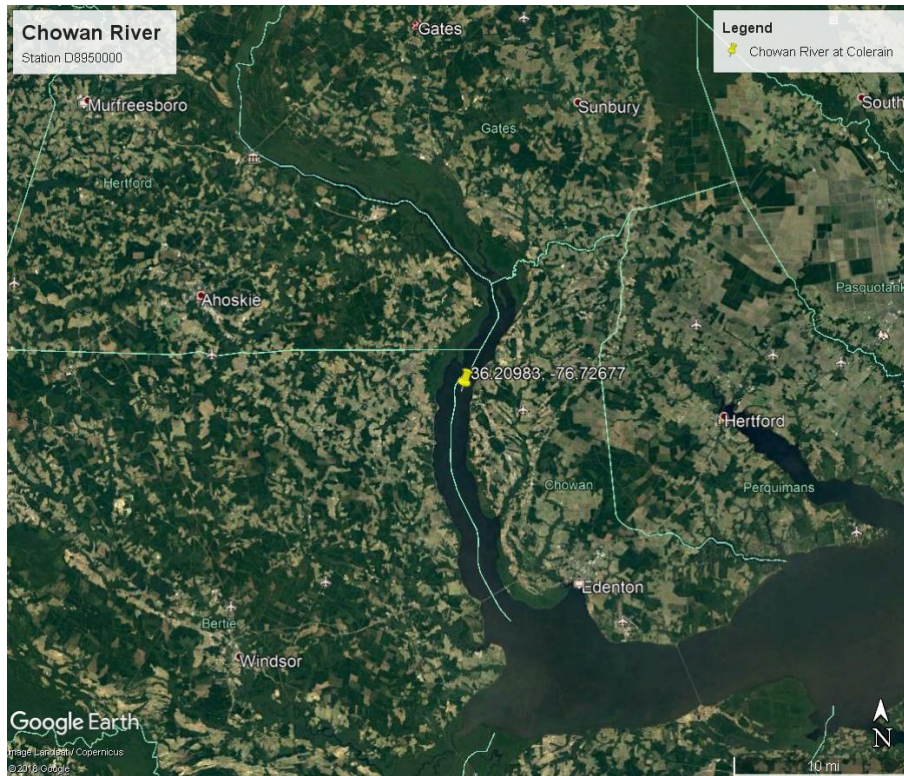 Chowan River
Station D8950000
Legend
Chowan River at Colerain
Gates
Murfreesboro
Sunbury
South
Gates
Hertford
Pasquotank
Ahoskie
36.20983, -76.72677
Hertford
Chowan
Perquimans
Edenton
Bertie
Windsor
Google Earth
N
Image Landsat / Copernicus
© 2018 Google
10 mi